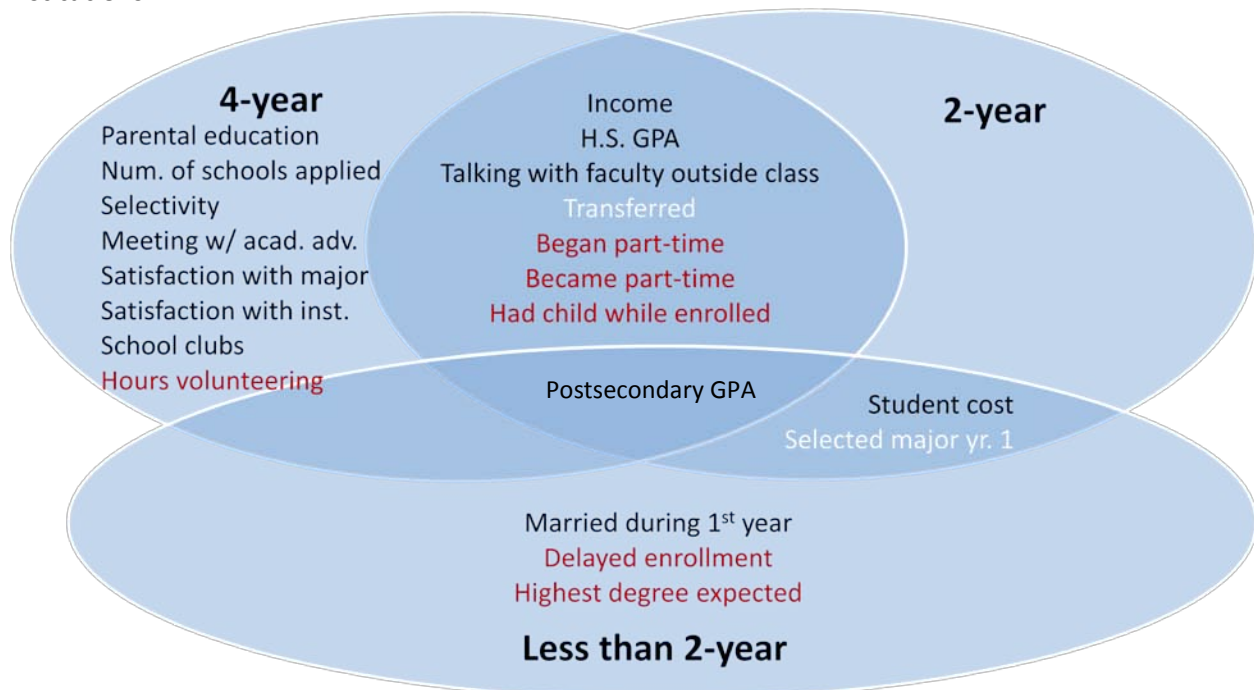 4-year
Parental education
Num. of schools applied
Selectivity
Meeting w/ acad. adv.
Satisfaction with major
Satisfaction with inst.
School clubs
Hours volunteering
Income
H.S. GPA
Talking with faculty outside class
Transferred
Began part-time
Became part-time
Had child while enrolled
2-year
Postsecondary GPA
Student cost
Selected major yr. 1
Married during 1st year
Delayed enrollment
Highest degree expected
Less than 2-year